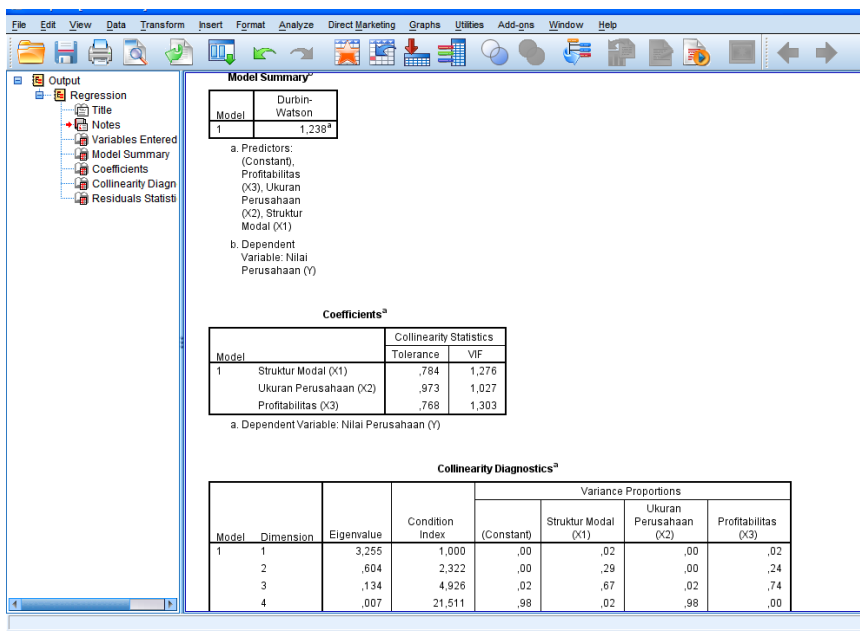 File Edit View Data Transform Insert Format Analyze Direct Marketing Graphs Utilities Add-ons Window Help
Output
Regression
Title
Notes
Variables Entered
Model Summary
Coefficients
Collinearity Diagn
Residuals Statisti
Model Summaryb
Model Durbin-Watson
1 1,238a
a. Predictors:
(Constant),
Profitabilitas
(X3), Ukuran
Perusahaan
(X2), Struktur
Modal (X1)
b. Dependent
Variable: Nilai
Perusahaan (Y)
Coefficientsa
Collinearity Statistics
Model Tolerance VIF
1 Struktur Modal (X1) ,784 1,276
Ukuran Perusahaan (X2) ,973 1,027
Profitabilitas (X3) ,768 1,303
a. Dependent Variable: Nilai Perusahaan (Y)
Collinearity Diagnosticsa
Variance Proportions
Model Dimension Eigenvalue Condition Index (Constant) Struktur Modal (X1) Ukuran Perusahaan (X2) Profitabilitas (X3)
1 1 3,255 1,000 ,00 ,02 ,00 ,02
2 ,604 2,322 ,00 ,29 ,00 ,24
3 ,134 4,926 ,02 ,67 ,02 ,74
4 ,007 21,511 ,98 ,02 ,98 ,00